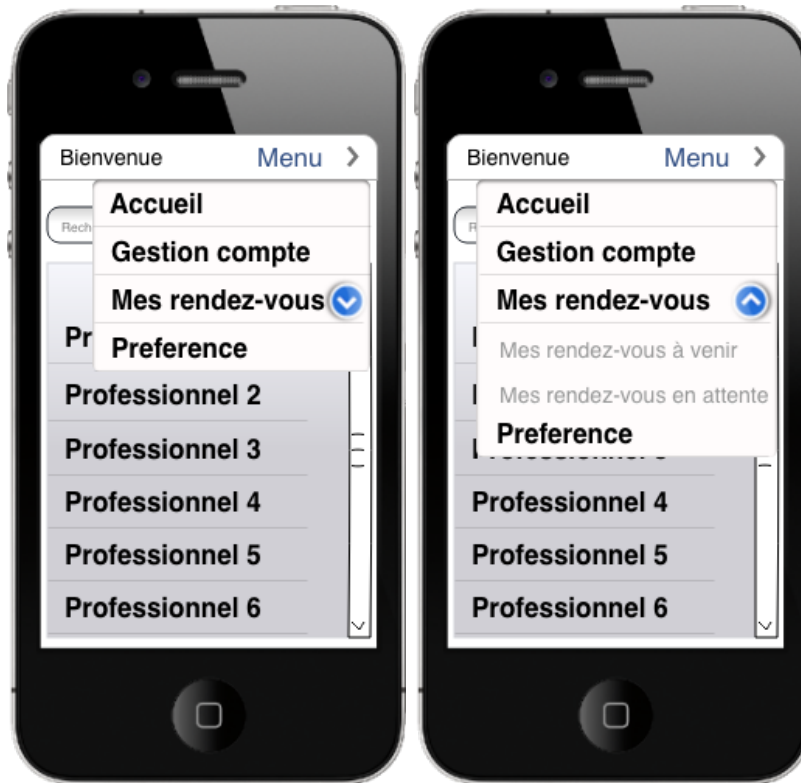 Bienvenue Menu
Accueil
Rech
Gestion compte
Mes rendez-vous
Pr
Preference
Professionnel 2
Professionnel 3
Professionnel 4
Professionnel 5
Professionnel 6
Bienvenue Menu
Accueil
R
Gestion compte
Mes rendez-vous
Mes rendez-vous à venir
Mes rendez-vous en attente
Preference
Professionnel 4
Professionnel 5
Professionnel 6